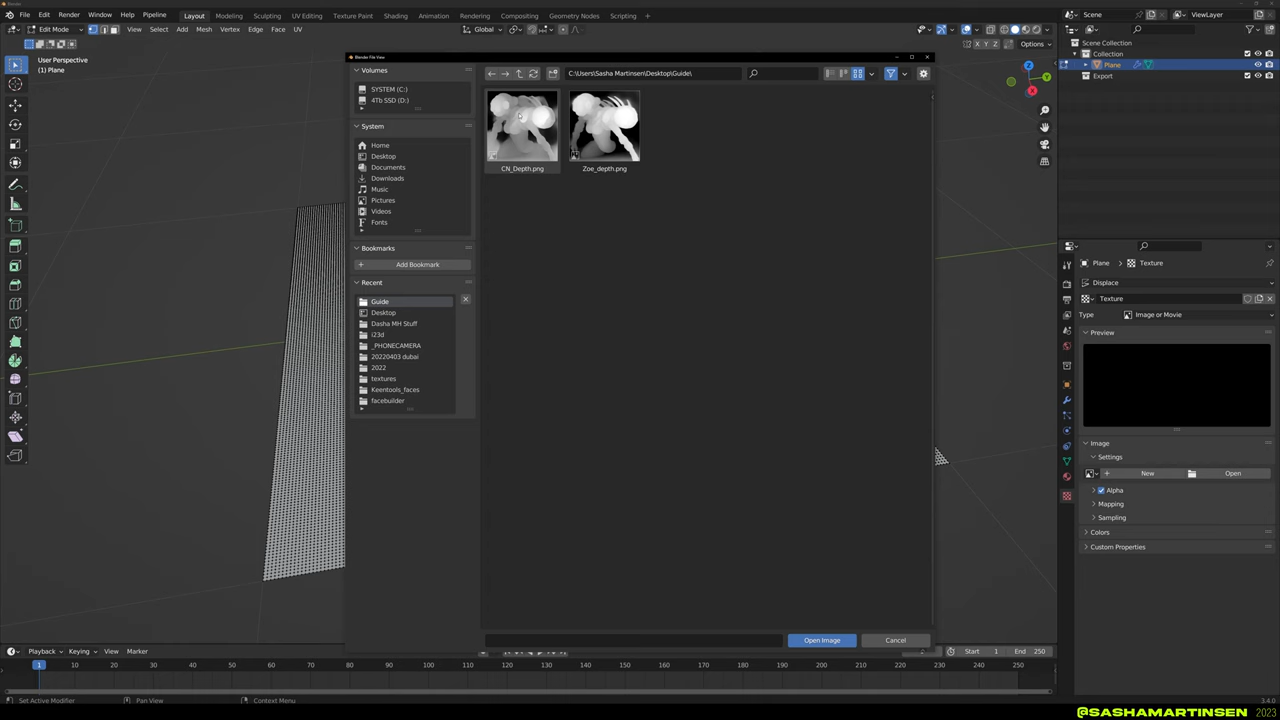 Blender
File Edit Render Window Help Pipeline Layout Modeling Sculpting UV Editing Texture Paint Shading Animation Rendering Compositing Geometry Nodes Scripting + Scene ViewLayer
Edit Mode View Select Add Mesh Vertex Edge Face UV Global
X Y Z Options
User Perspective
(1) Plane
Scene Collection
Collection
Plane
Export
Z
Y
X
Blender File View
Volumes
SYSTEM (C:)
4Tb SSD (D:)
System
Home
Desktop
Documents
Downloads
Music
Pictures
Videos
Fonts
Bookmarks
+ Add Bookmark
Recent
Guide
Desktop
Dasha MH Stuff
i23d
_PHONECAMERA
20220403 dubai
2022
textures
Keentools_faces
facebuilder
C:\Users\Sasha Martinsen\Desktop\Guide\
CN_Depth.png
Zoe_depth.png
Open Image
Cancel
Plane > Texture
Displace
Texture
Type Image or Movie
Preview
Image
Settings
+ New Open
Alpha
Mapping
Sampling
Colors
Custom Properties
Playback Keying View Marker
Start 1 End 250
1 10 20 30 40 50 60 70 80 90 100 110 120 130 140 150 160 170 180 190 200 210 220 230 240 250
Set Active Modifier Pan View Context Menu
3.4.0
@SASHAMARTINSEN 2023